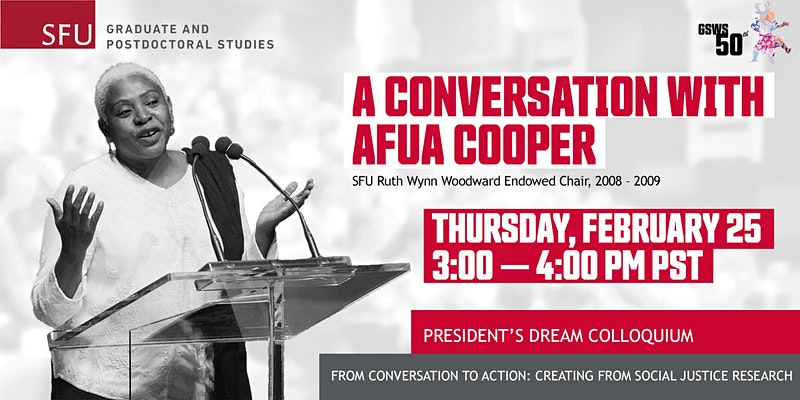 SFU
GRADUATE AND
POSTDOCTORAL STUDIES
GSWS
50th
A CONVERSATION WITH
AFUA COOPER
SFU Ruth Wynn Woodward Endowed Chair, 2008 - 2009
THURSDAY, FEBRUARY 25
3:00 — 4:00 PM PST
PRESIDENT'S DREAM COLLOQUIUM
FROM CONVERSATION TO ACTION: CREATING FROM SOCIAL JUSTICE RESEARCH